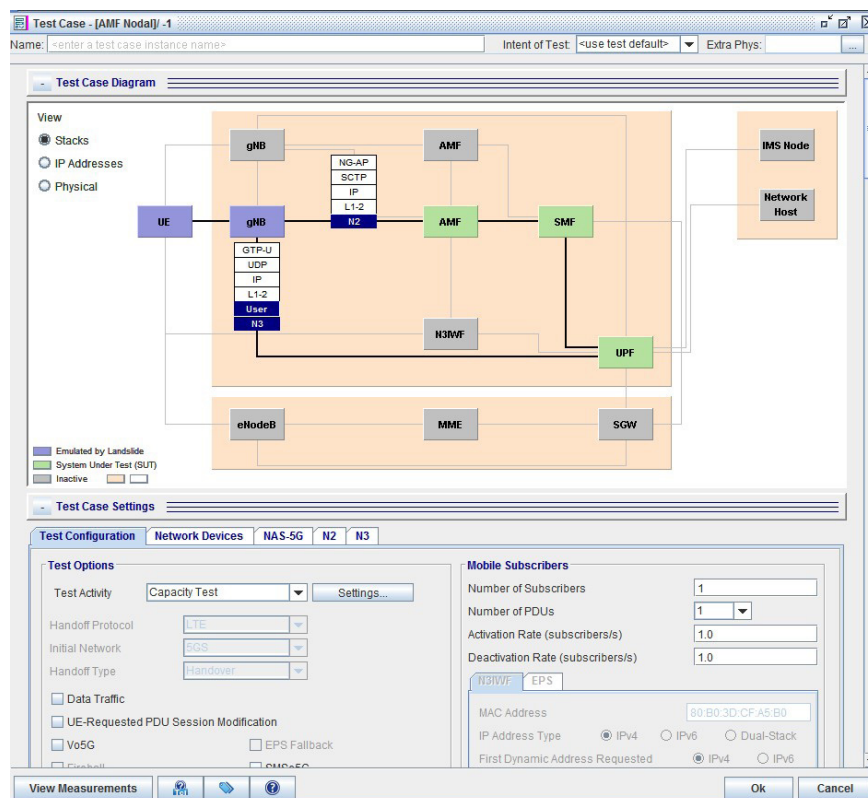 Test Case - [AMF Nodal]/ -1
Name: <enter a test case instance name> Intent of Test: <use test default> Extra Phys: ...
- Test Case Diagram
View
Stacks
IP Addresses
Physical
gNB
AMF
IMS Node
NG-AP
SCTP
IP
L1-2
N2
UE
gNB
AMF
SMF
Network
Host
GTP-U
UDP
IP
L1-2
User
N3
N3IWF
UPF
eNodeB
MME
SGW
Emulated by Landslide
System Under Test (SUT)
Inactive
- Test Case Settings
Test Configuration Network Devices NAS-5G N2 N3
Test Options
Test Activity Capacity Test Settings...
Handoff Protocol LTE
Initial Network 5GS
Handoff Type Handover
Data Traffic
UE-Requested PDU Session Modification
Vo5G EPS Fallback
Fireball SMSo5G
Mobile Subscribers
Number of Subscribers 1
Number of PDUs 1
Activation Rate (subscribers/s) 1.0
Deactivation Rate (subscribers/s) 1.0
N3IWF EPS
MAC Address 80:B0:3D:CF:A5:B0
IP Address Type IPv4 IPv6 Dual-Stack
First Dynamic Address Requested IPv4 IPv6
View Measurements Tcl ? Ok Cancel